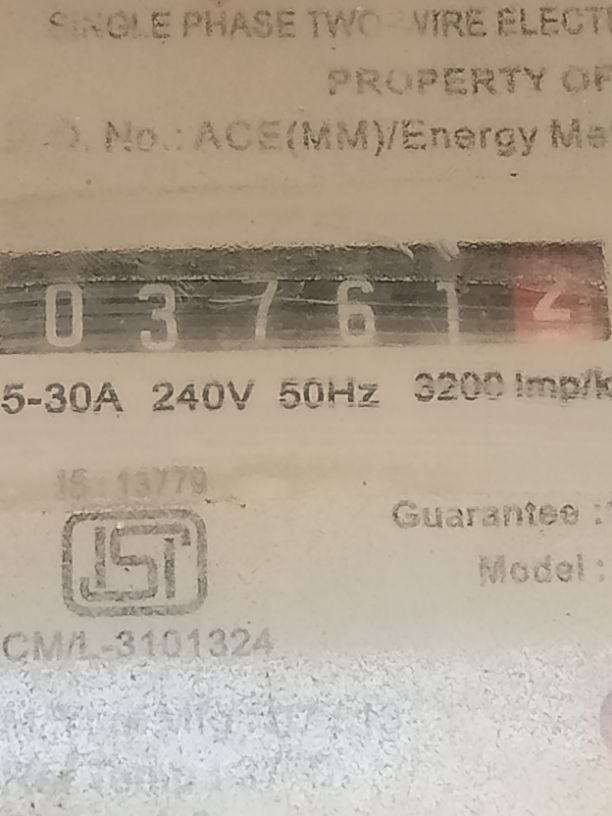 SINGLE PHASE TWO-WIRE ELECT
PROPERTY OF
O. No.: ACE(MM)/Energy Me
0 3 7 6 1 2
5-30A 240V 50Hz 3200 Imp/k
IS : 13779
ISI
Guarantee :
Model :
CM/L-3101324